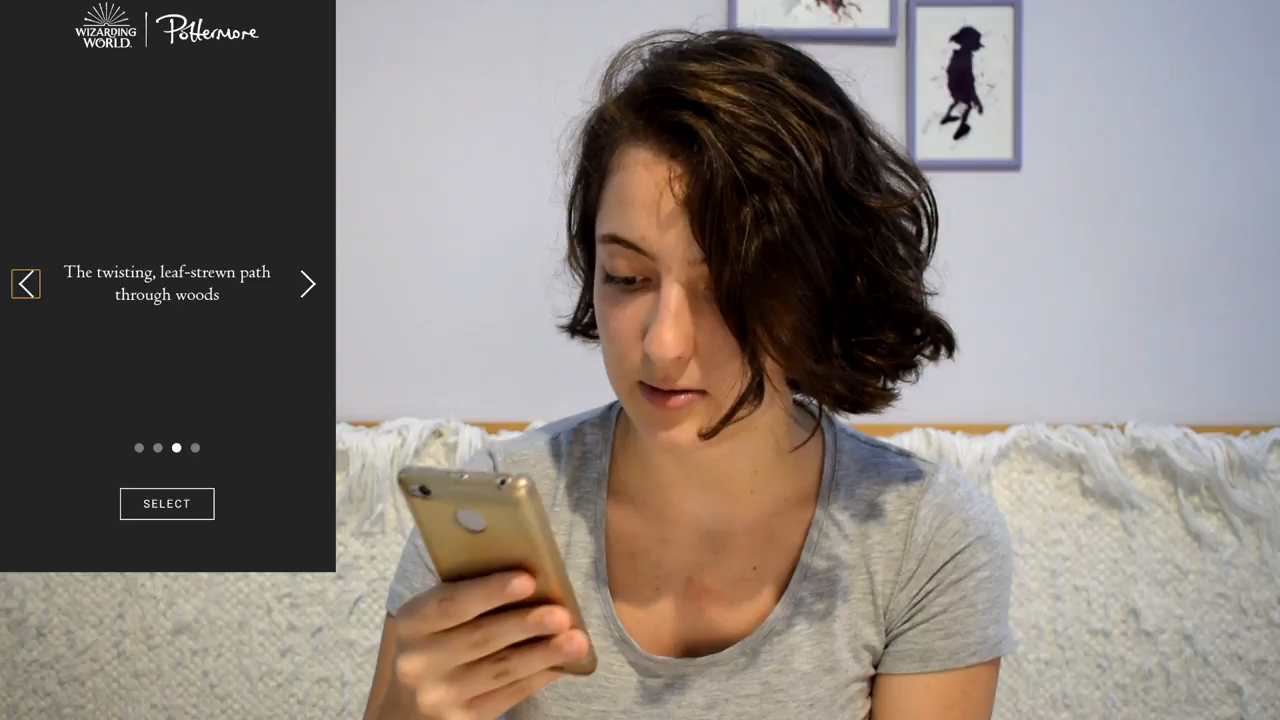 WIZARDING
WORLD.
Pottermore
The twisting, leaf-strewn path
through woods
SELECT